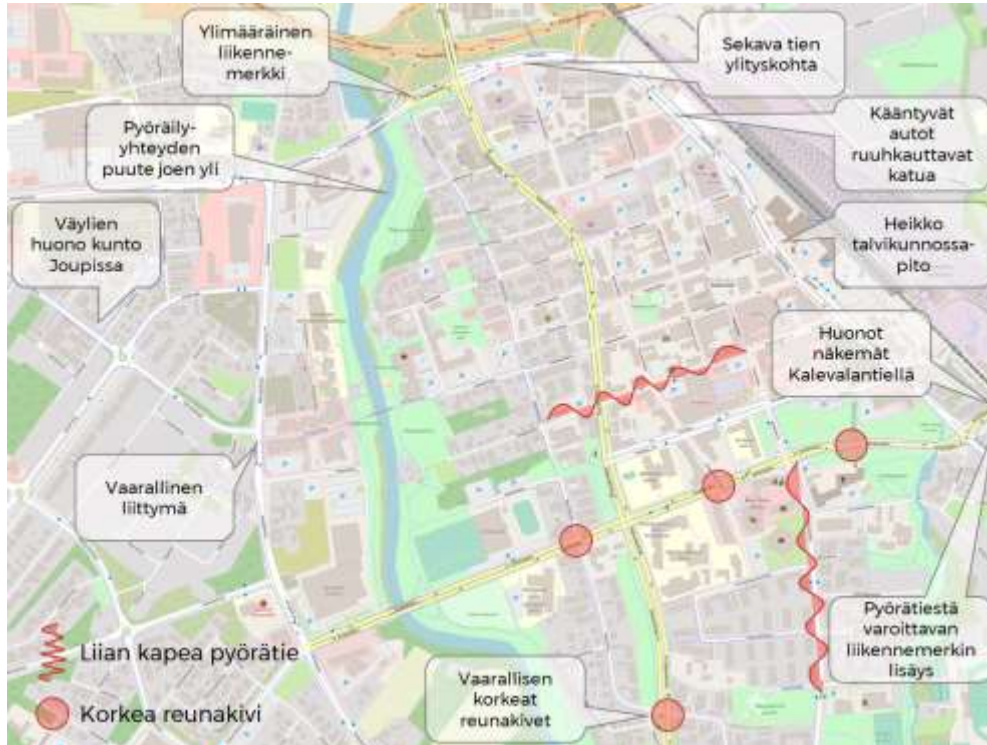 Ylimääräinen
liikenne-
merkki
Sekava tien
ylityskohta
Pyöräily-
yhteyden
puute joen yli
Kääntyvät
autot
ruuhkauttavat
katua
Väylien
huono kunto
Joupissa
Heikko
talvikunnossa-
pito
Huonot
näkemät
Kalevalantiellä
Vaarallinen
liittymä
Pyörätiestä
varoittavan
liikennemerkin
lisäys
Liian kapea pyörätie
Vaarallisen
korkeat
reunakivet
Korkea reunakivi